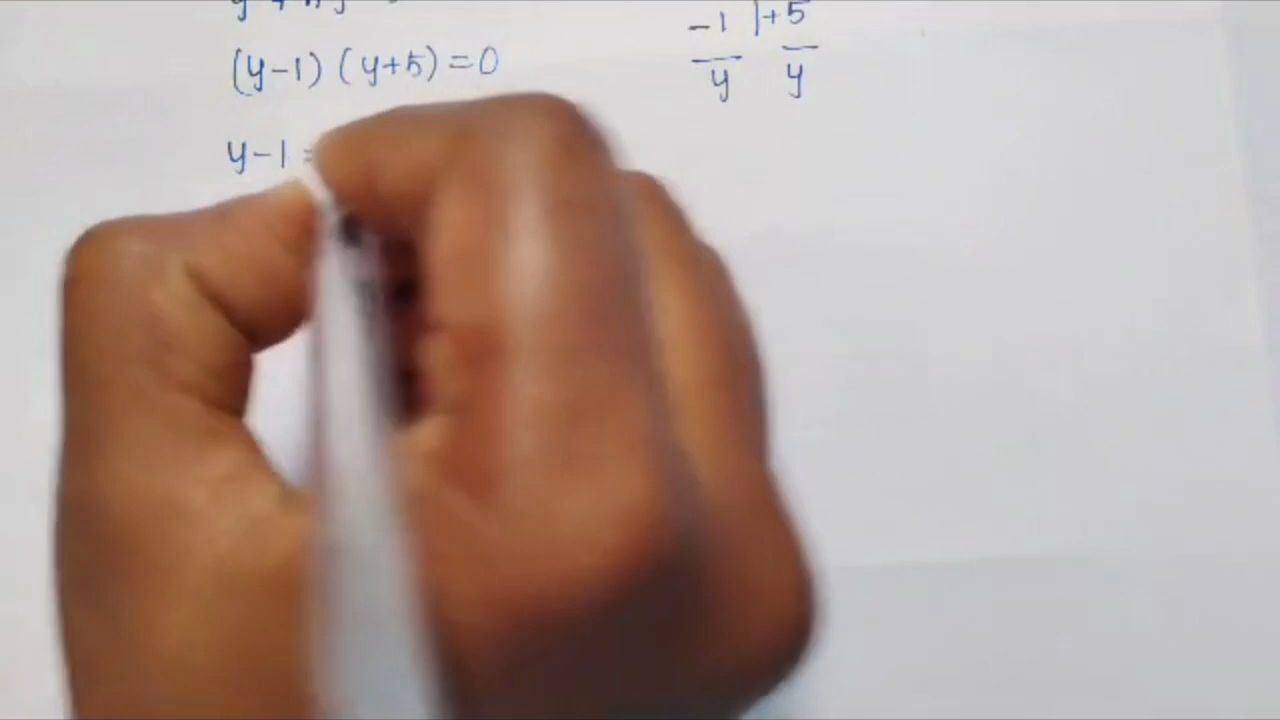 (y-1) (y+5) = 0
-1 | +5
y y
y-1 =